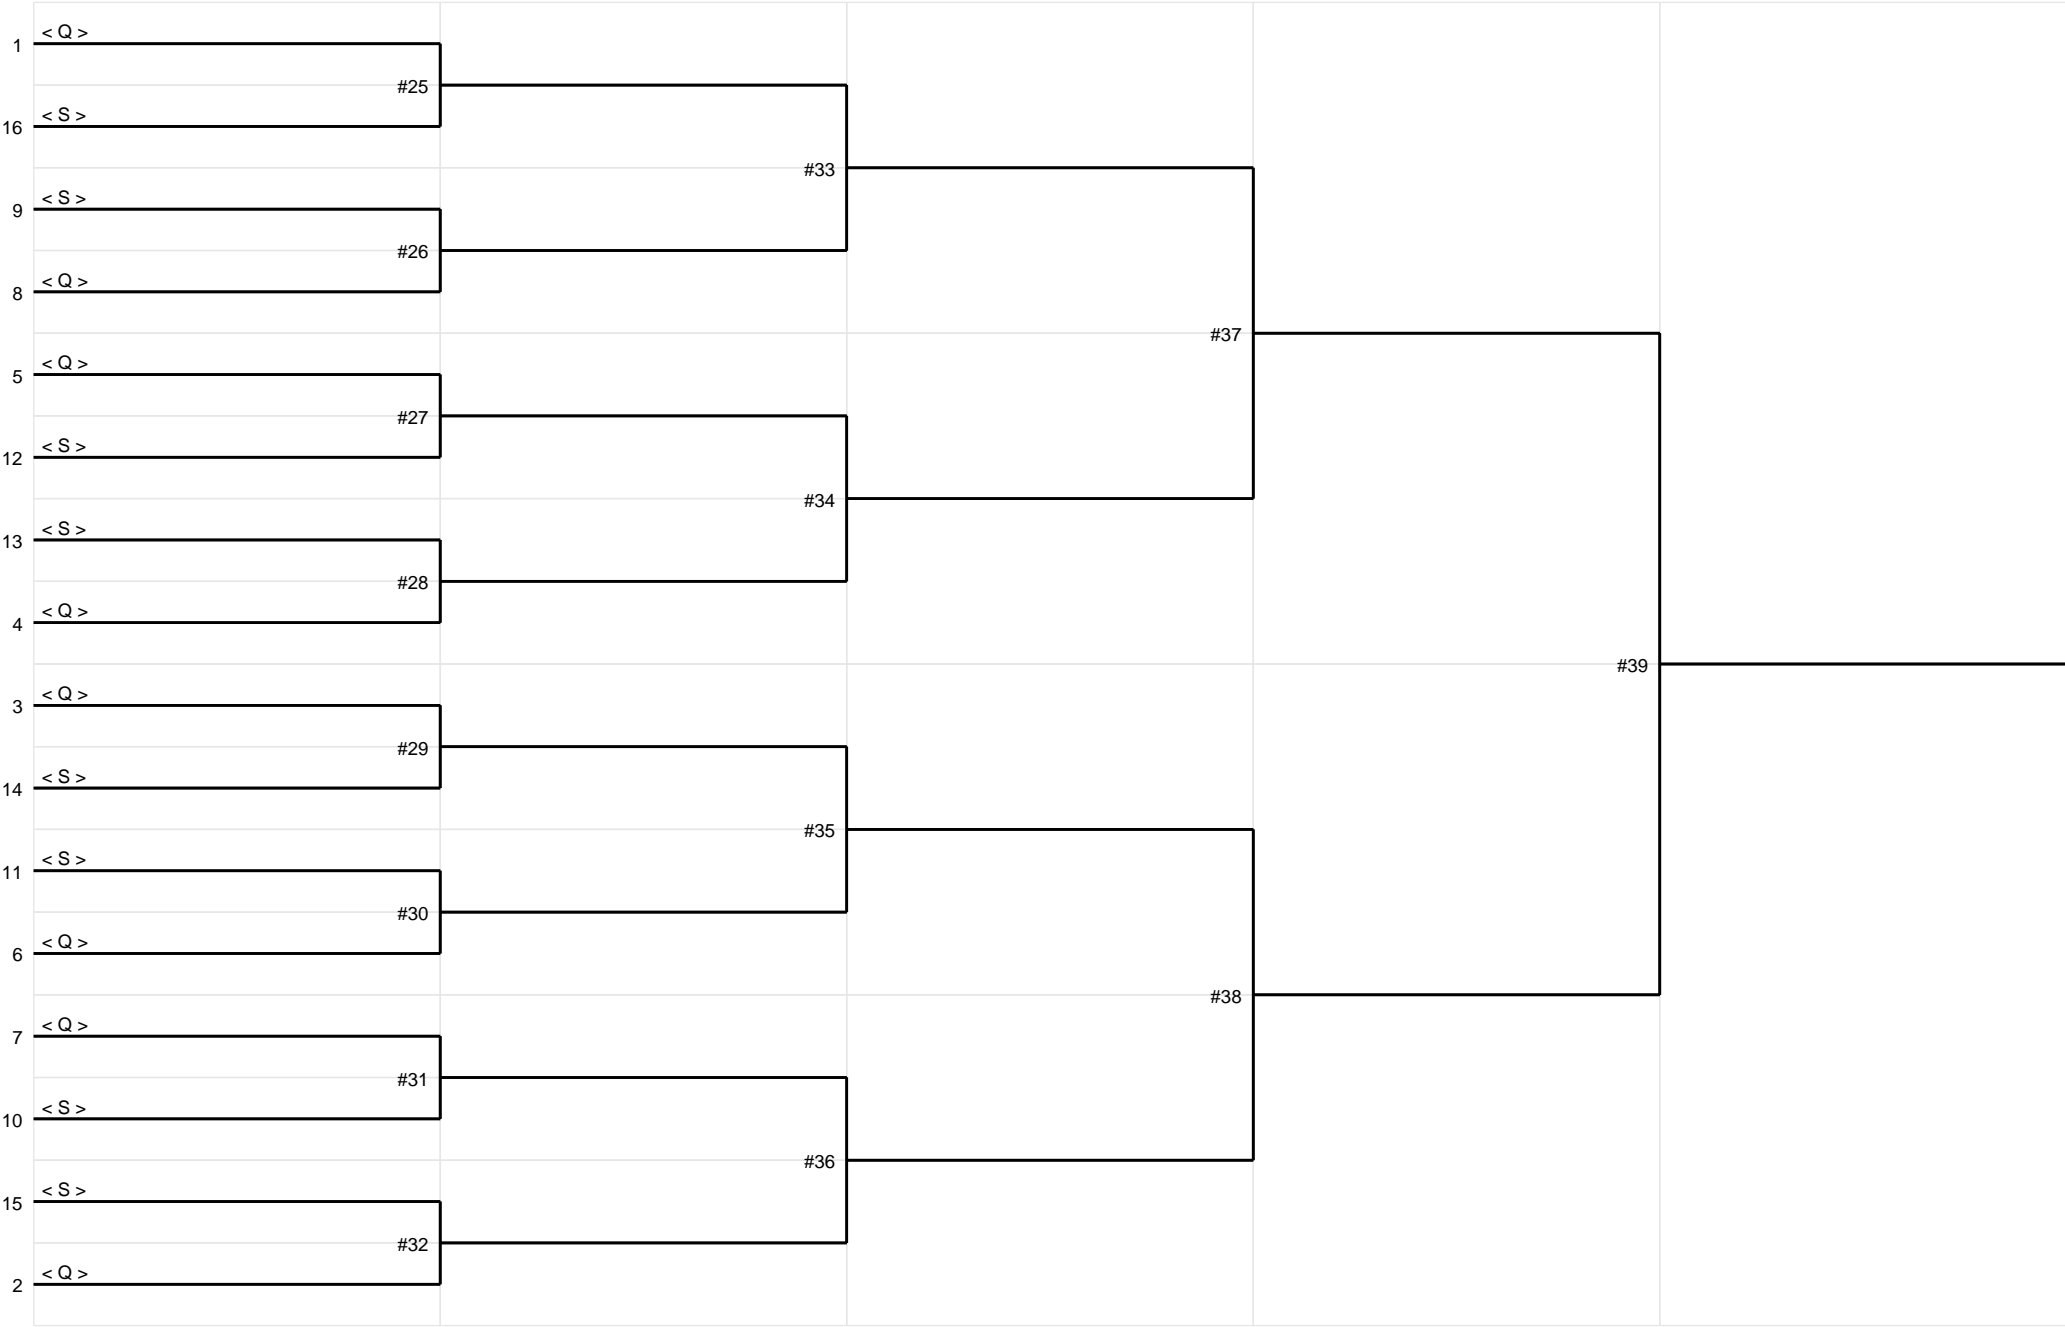 < Q >
1
#25
< S >
16
#33
< S >
9
#26
< Q >
8
#37
< Q >
5
#27
< S >
12
#34
< S >
13
#28
< Q >
4
#39
< Q >
3
#29
< S >
14
#35
< S >
11
#30
< Q >
6
#38
< Q >
7
#31
< S >
10
#36
< S >
15
#32
< Q >
2